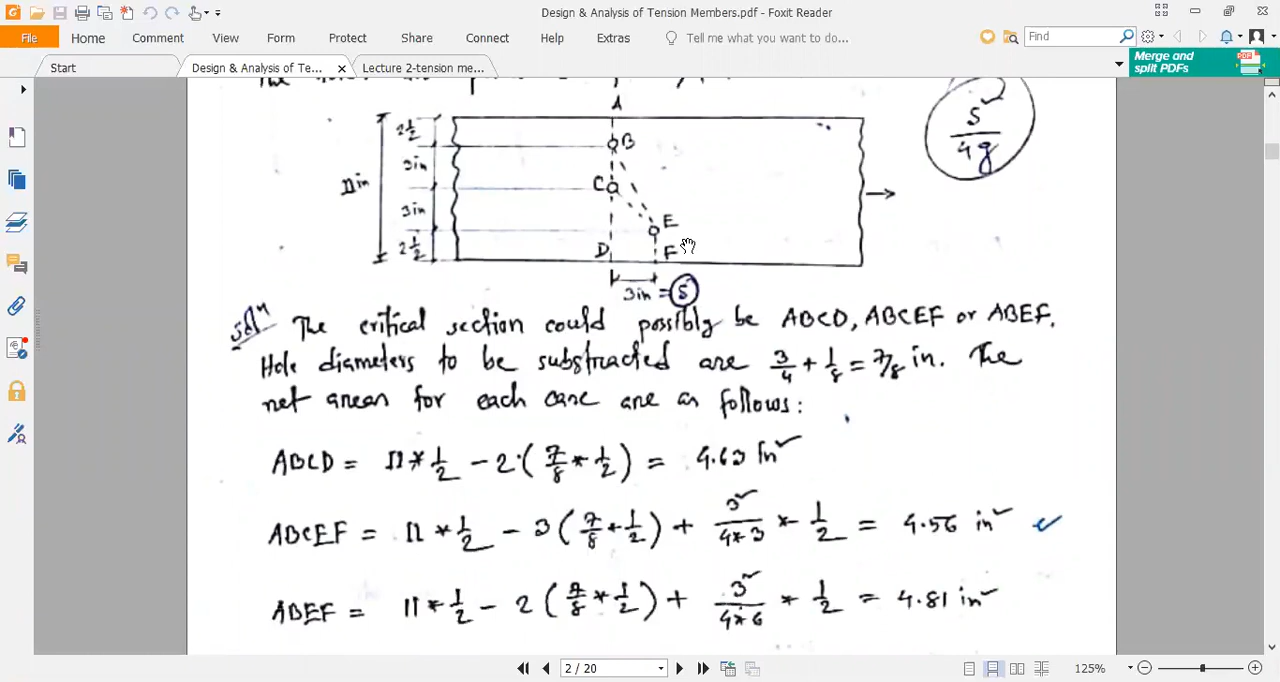 Design & Analysis of Tension Members.pdf - Foxit Reader
File Home Comment View Form Protect Share Connect Help Extras Tell me what you want to do... Find
Start Design & Analysis of Te... Lecture 2-tension me...
Merge and split PDFs
A
2½
B
3in
11in
C
3in
E
2½
D
F
3in = S
s²/4g
Solⁿ The critical section could possibly be ABCD, ABCEF or ABEF.
Hole diameters to be substracted are 3/4 + 1/8 = 7/8 in. The
net areas for each case are as follows:
ABCD = 11 * 1/2 - 2·(7/8 * 1/2) = 4.63 in²
ABCEF = 11 * 1/2 - 3 (7/8 * 1/2) + 3²/4*3 * 1/2 = 4.56 in²
ABEF = 11 * 1/2 - 2 (7/8 * 1/2) + 3²/4*6 * 1/2 = 4.81 in²
2 / 20
125%